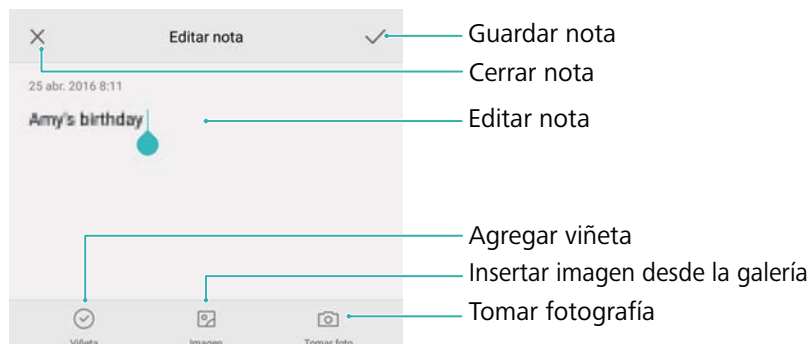 Editar nota
Guardar nota
Cerrar nota
25 abr. 2016 8:11
Amy's birthday
Editar nota
Agregar viñeta
Insertar imagen desde la galería
Tomar fotografía
Viñeta
Imagen
Tomar foto